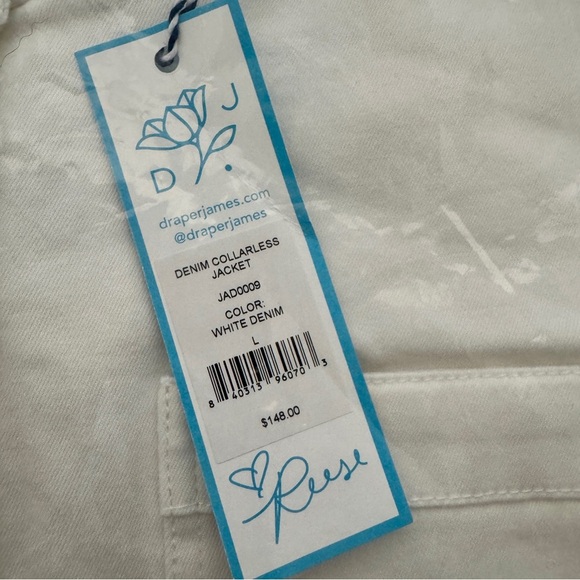 J
D
draperjames.com
@draperjames
DENIM COLLARLESS
JACKET
JAD0009
COLOR:
WHITE DENIM
L
8 40313 96070 3
$148.00
Reese